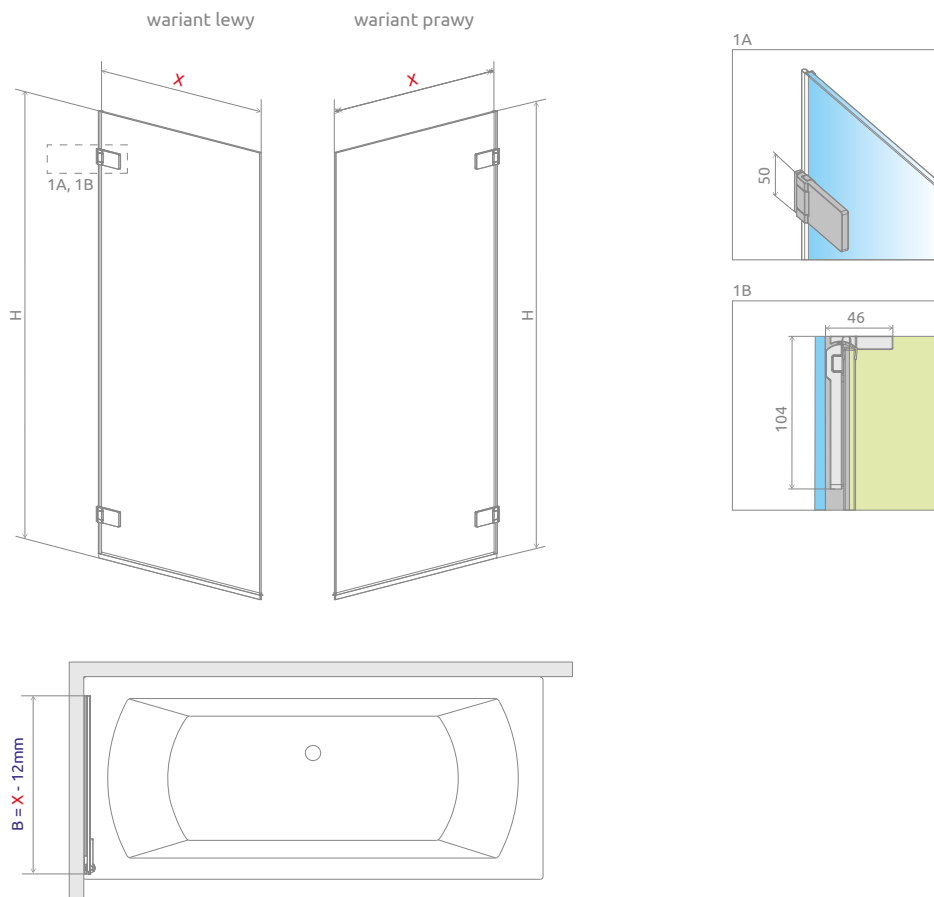 wariant lewy
wariant prawy
X
X
H
H
1A, 1B
1A
50
1B
46
104
B = X - 12mm